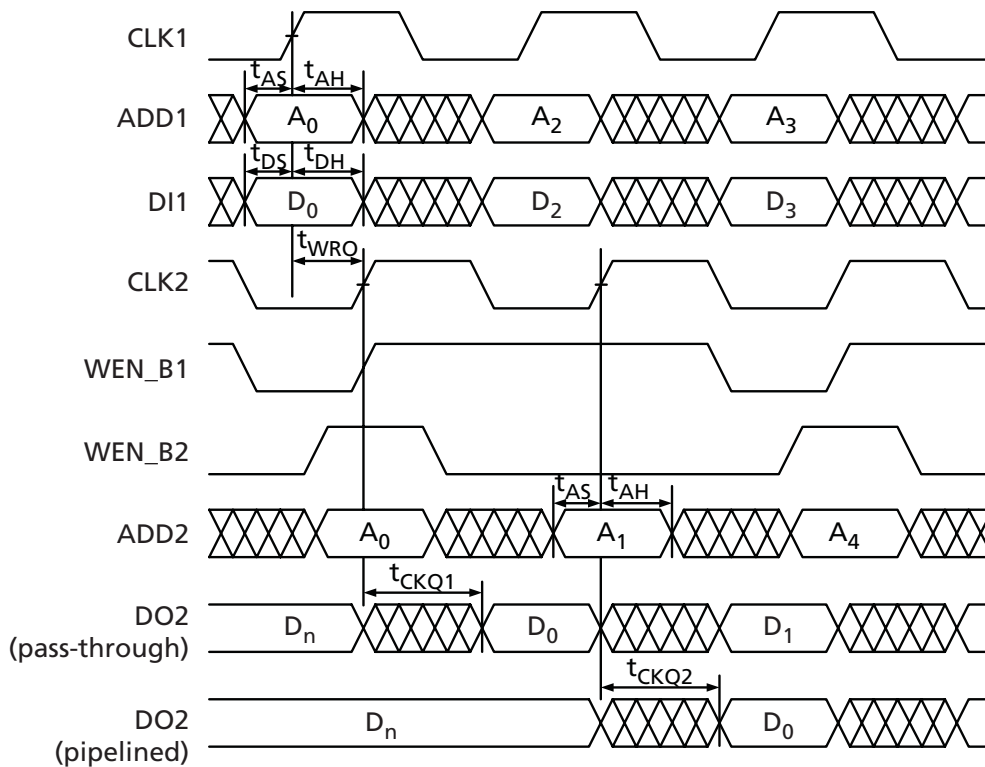 CLK1
tAS tAH
ADD1 A0 A2 A3
tDS tDH
DI1 D0 D2 D3
tWRO
CLK2
WEN_B1
WEN_B2
tAS tAH
ADD2 A0 A1 A4
tCKQ1
DO2
(pass-through)
Dn D0 D1
tCKQ2
DO2
(pipelined)
Dn D0